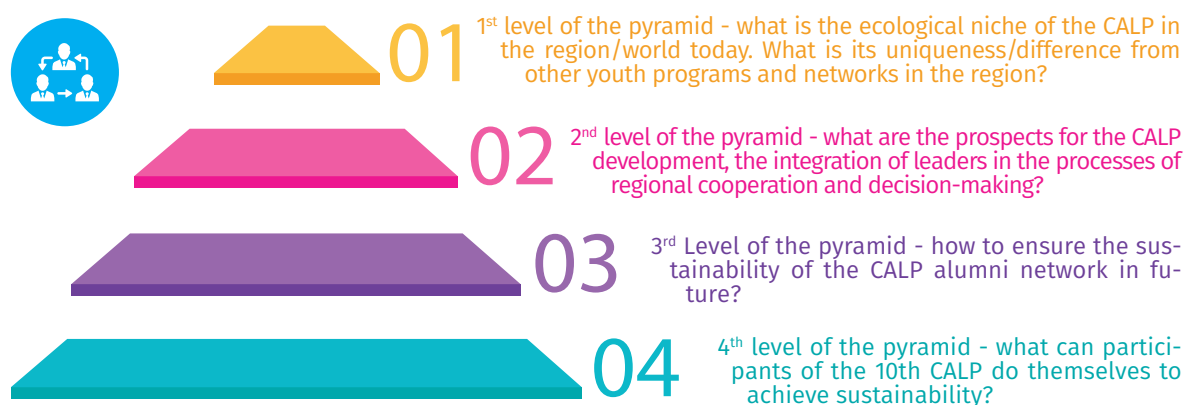 01
1st level of the pyramid - what is the ecological niche of the CALP in
the region/world today. What is its uniqueness/difference from
other youth programs and networks in the region?
02
2nd level of the pyramid - what are the prospects for the CALP
development, the integration of leaders in the processes of
regional cooperation and decision-making?
03
3rd Level of the pyramid - how to ensure the sus-
tainability of the CALP alumni network in fu-
ture?
04
4th level of the pyramid - what can partici-
pants of the 10th CALP do themselves to
achieve sustainability?